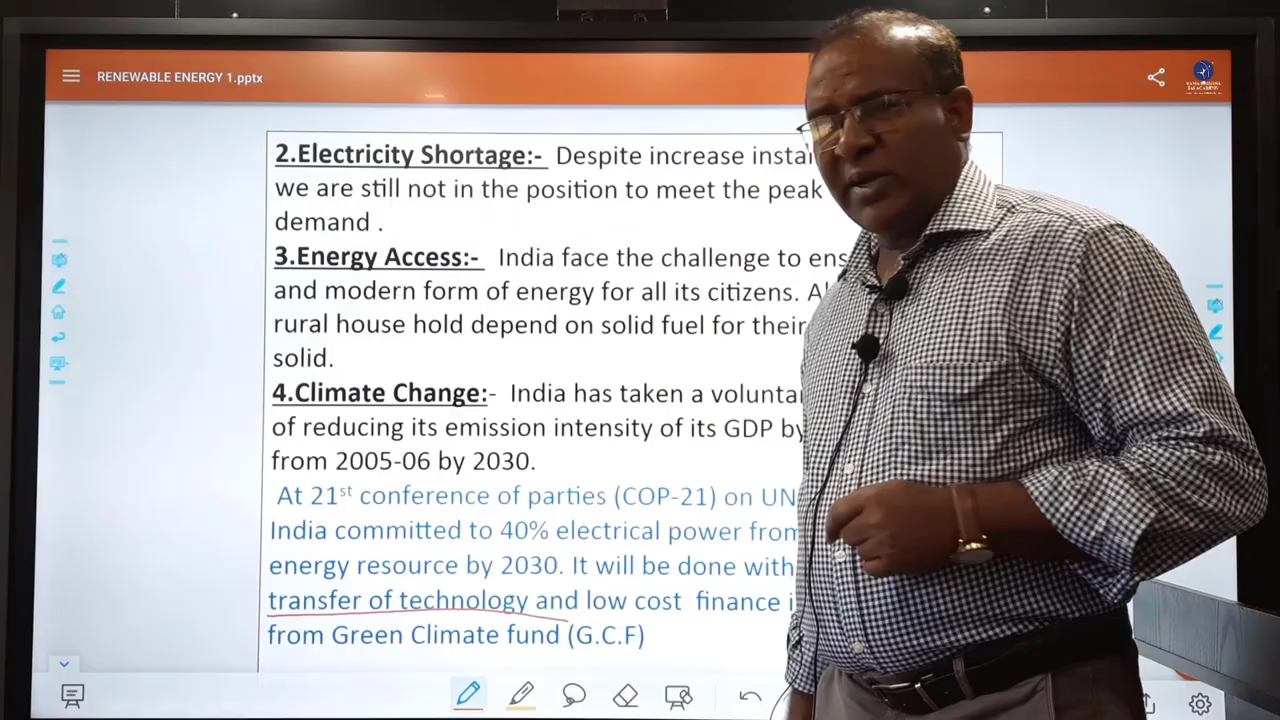 RENEWABLE ENERGY 1.pptx
2.Electricity Shortage:- Despite increase
we are still not in the position to meet the peak
demand .
3.Energy Access:- India face the challenge to
and modern form of energy for all its citizens.
rural house hold depend on solid fuel for their
solid.
4.Climate Change:- India has taken a
of reducing its emission intensity of its GDP by
from 2005-06 by 2030.
At 21st conference of parties (COP-21) on UN
India committed to 40% electrical power from
energy resource by 2030. It will be done with
transfer of technology and low cost finance
from Green Climate fund (G.C.F)